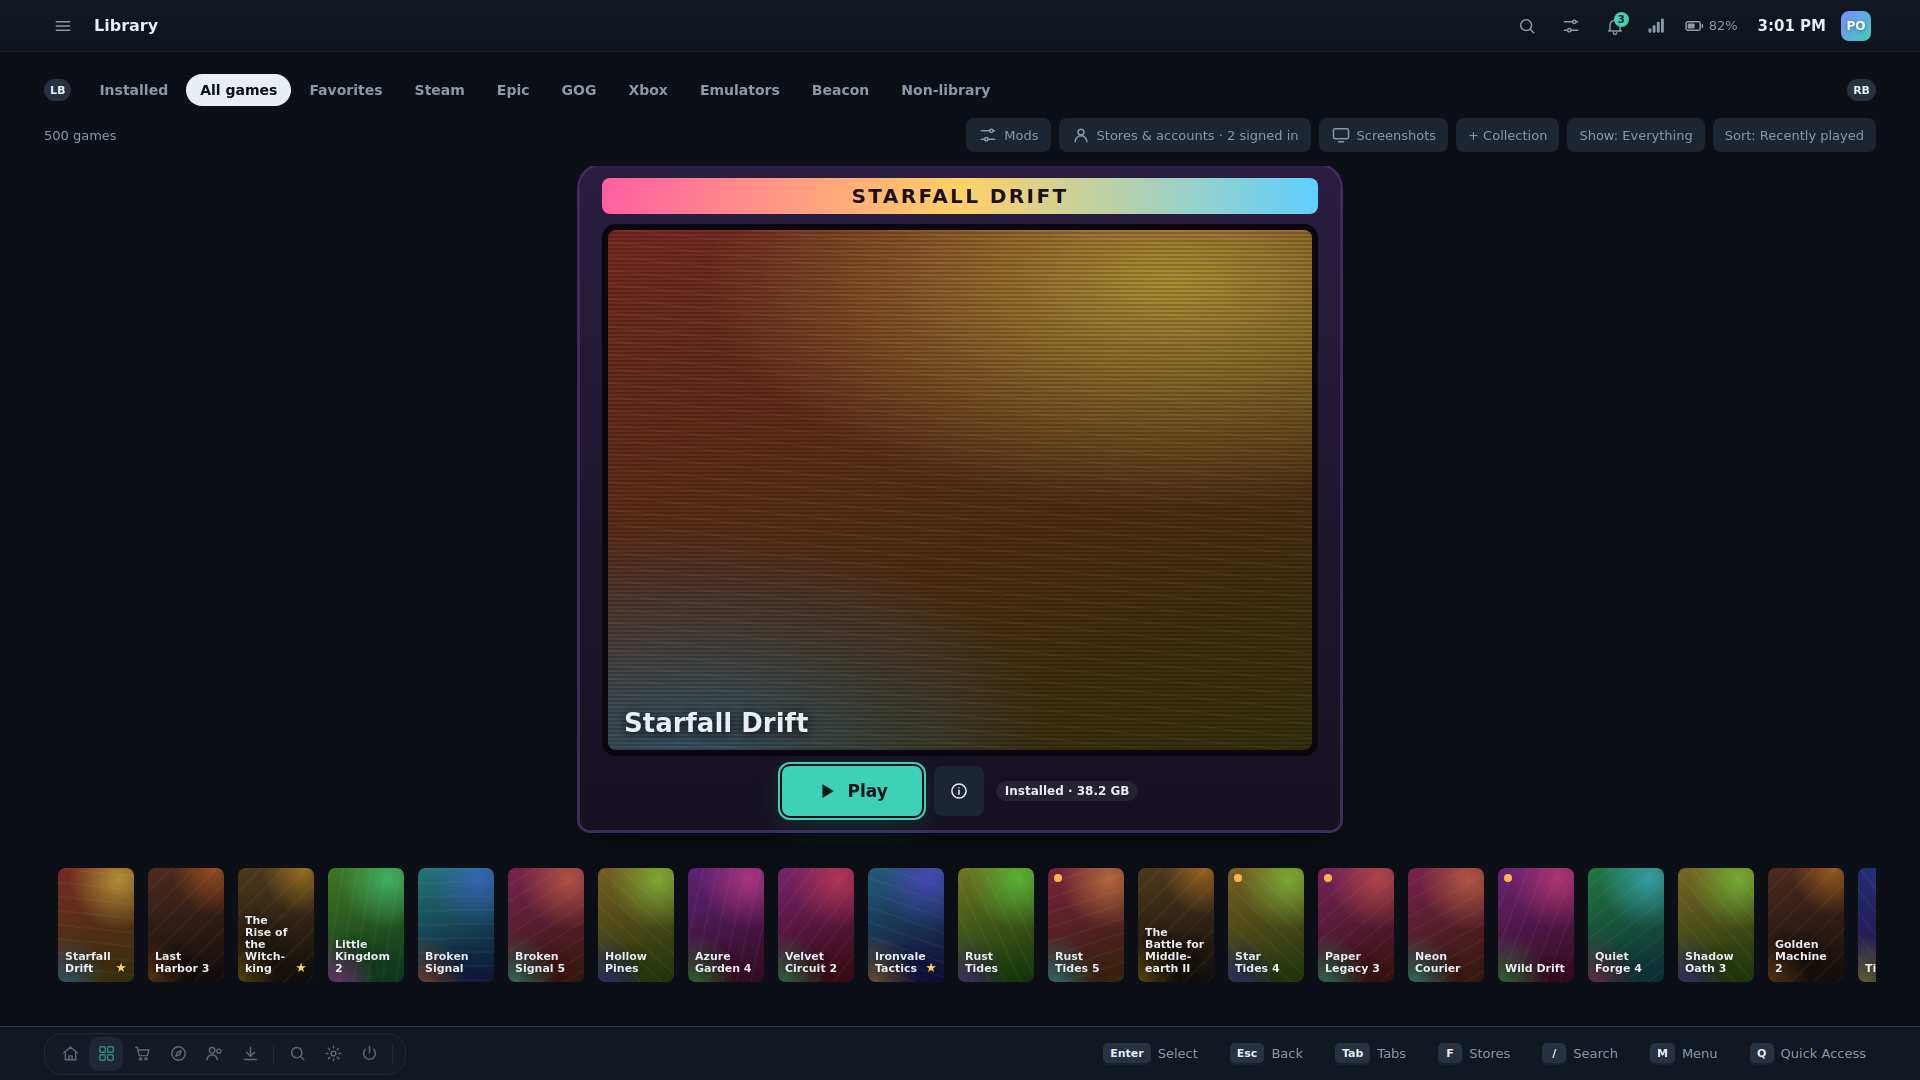 Library
3
82%
3:01 PM
PO
LB
Installed
All games
Favorites
Steam
Epic
GOG
Xbox
Emulators
Beacon
Non-library
RB
500 games
Mods
Stores & accounts · 2 signed in
Screenshots
+ Collection
Show: Everything
Sort: Recently played
STARFALL DRIFT
Starfall Drift
Play
Installed · 38.2 GB
Starfall
Drift
Last
Harbor 3
The
Rise of
the
Witch-
king
Little
Kingdom
2
Broken
Signal
Broken
Signal 5
Hollow
Pines
Azure
Garden 4
Velvet
Circuit 2
Ironvale
Tactics
Rust
Tides
Rust
Tides 5
The
Battle for
Middle-
earth II
Star
Tides 4
Paper
Legacy 3
Neon
Courier
Wild Drift
Quiet
Forge 4
Shadow
Oath 3
Golden
Machine
2
Enter Select
Esc Back
Tab Tabs
F Stores
/ Search
M Menu
Q Quick Access